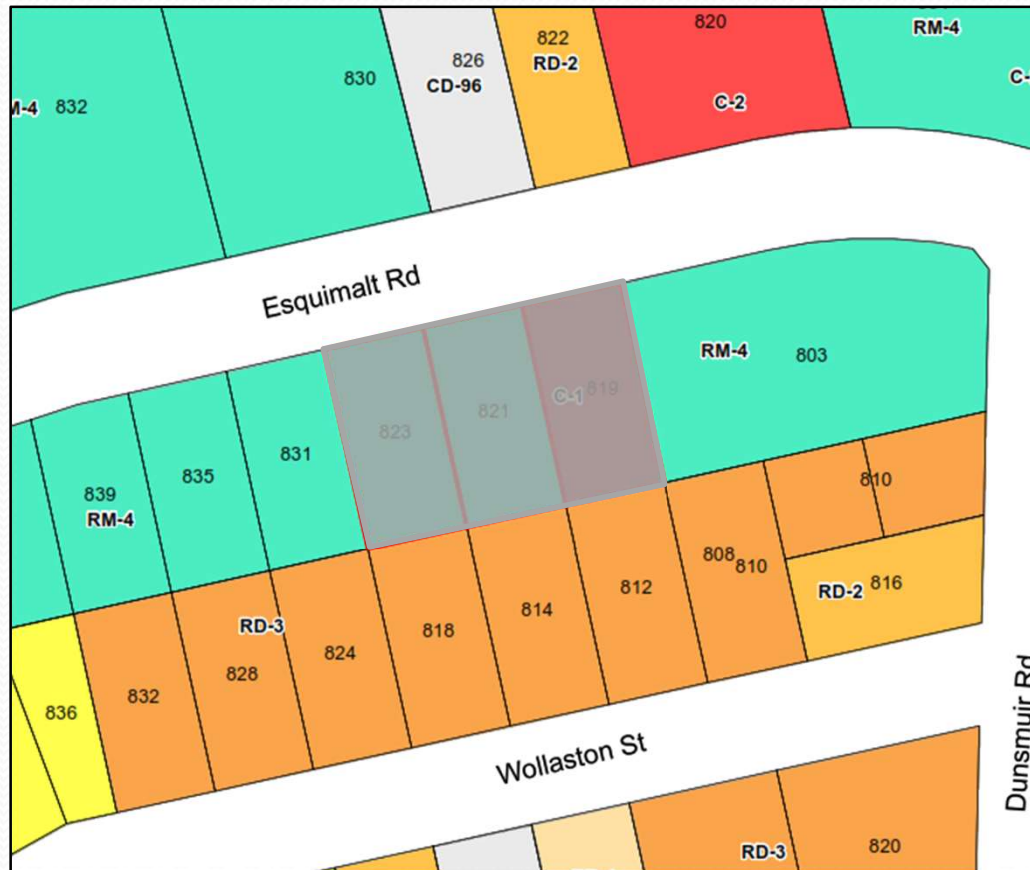 820
RM-4
822
RD-2
826
CD-96
830
C-2
C-
M-4 832
Esquimalt Rd
RM-4 803
C-1 819
821
823
831
835
839
RM-4
810
808
810
RD-2 816
812
814
818
RD-3
824
828
832
836
Wollaston St
Dunsmuir Rd
RD-3
820